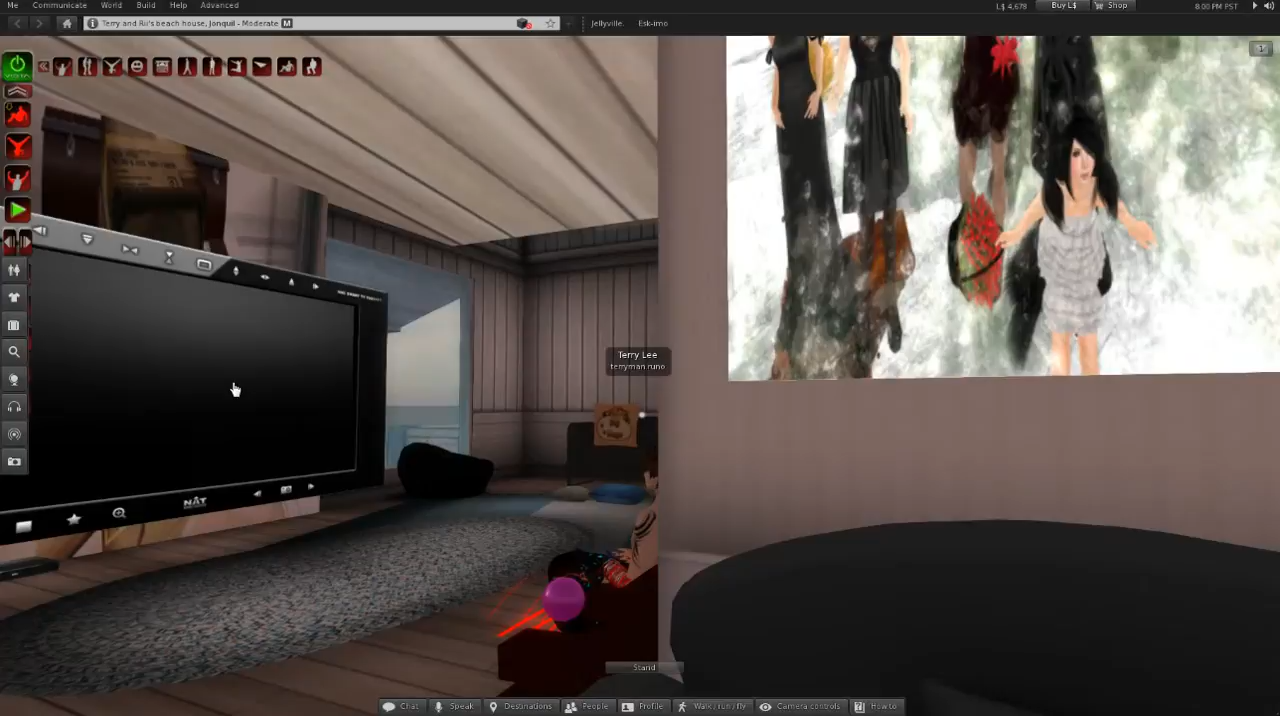 Me Communicate World Build Help Advanced
L$ 4,678 Buy L$ Shop 8:00 PM PST
Terry and Rii's beach house, Jonquil - Moderate M
Jellyville. Esk-imo
Terry Lee
terryman.runo
NAT
Stand
Chat Speak Destinations People Profile Walk / run / fly Camera controls How to